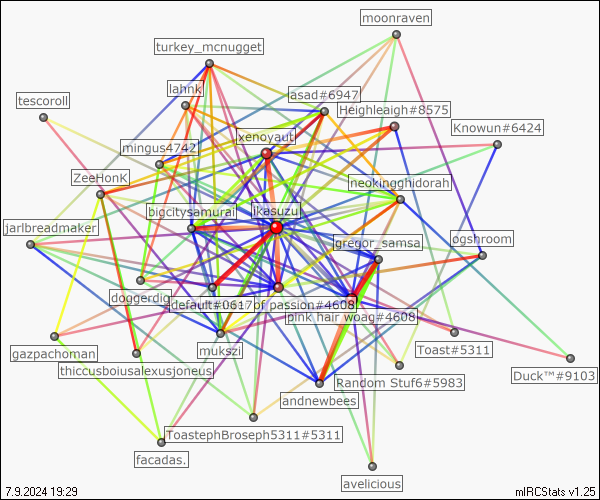 moonraven
turkey_mcnugget
lahnk
asad#6947
tescoroll
Heighleigh#8575
Knowun#6424
xenoyaut
mingus4742
ZeeHonK
neokingghidorah
ikasuzu
bigcitysamurai
jarlbreadmaker
gregor_samsa
ogshroom
doggerdig
default#0617
of passion#4608
pink hair woag#4608
mukszi
gazpachoman
Toast#5311
thiccusboiusalexusjoneus
Duck™#9103
Random Stuf6#5983
andnewbees
ToastephBroseph5311#5311
facadas.
avelicious
7.9.2024 19:29
mIRCStats v1.25